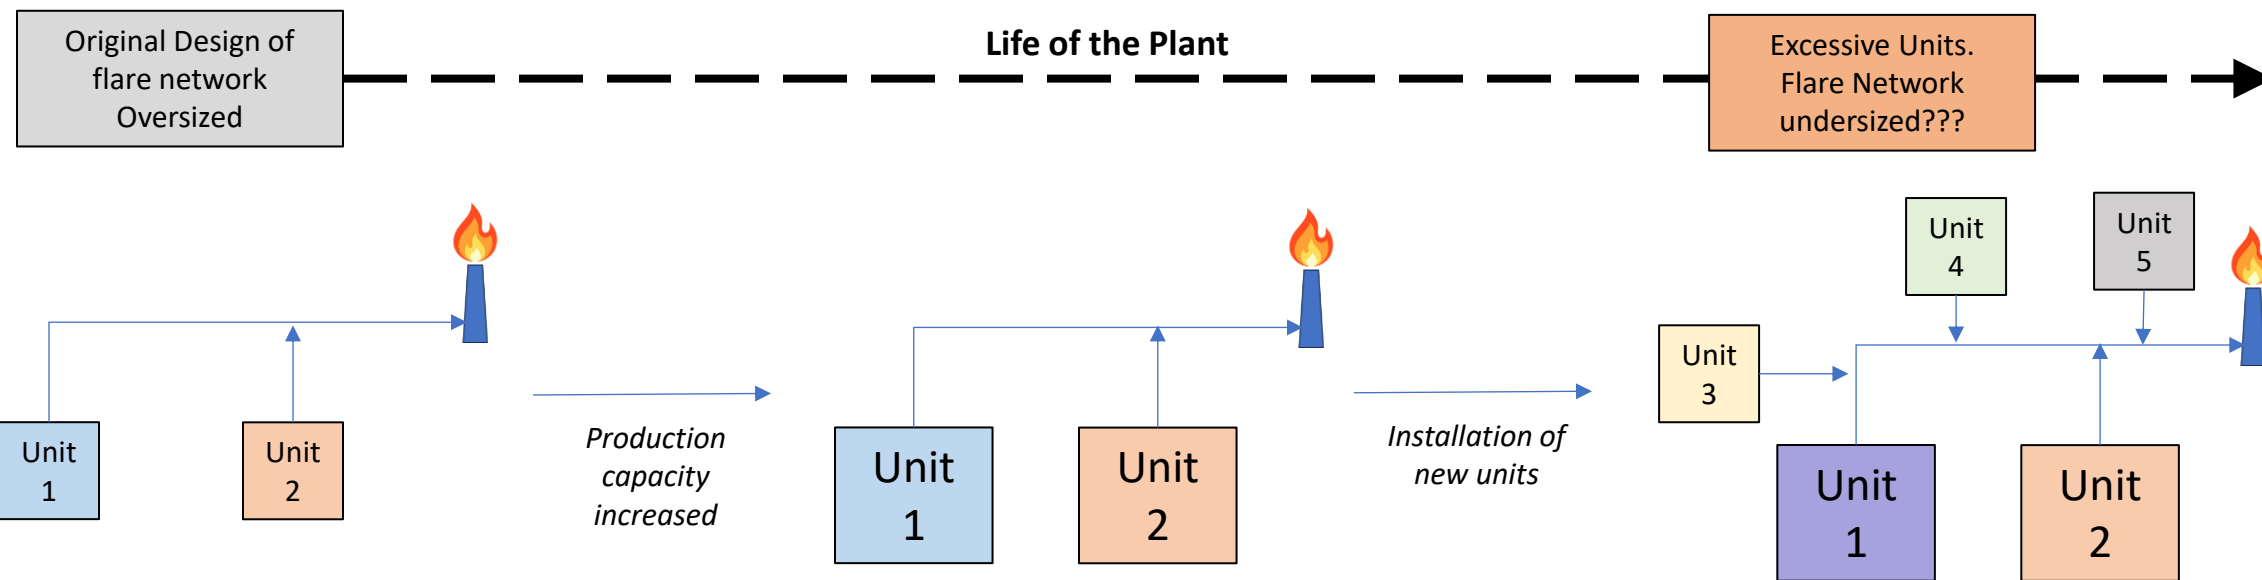 Original Design of
flare network
Oversized
Life of the Plant
Excessive Units.
Flare Network
undersized???
Unit
1
Unit
2
Production
capacity
increased
Unit
1
Unit
2
Installation of
new units
Unit
3
Unit
4
Unit
5
Unit
1
Unit
2